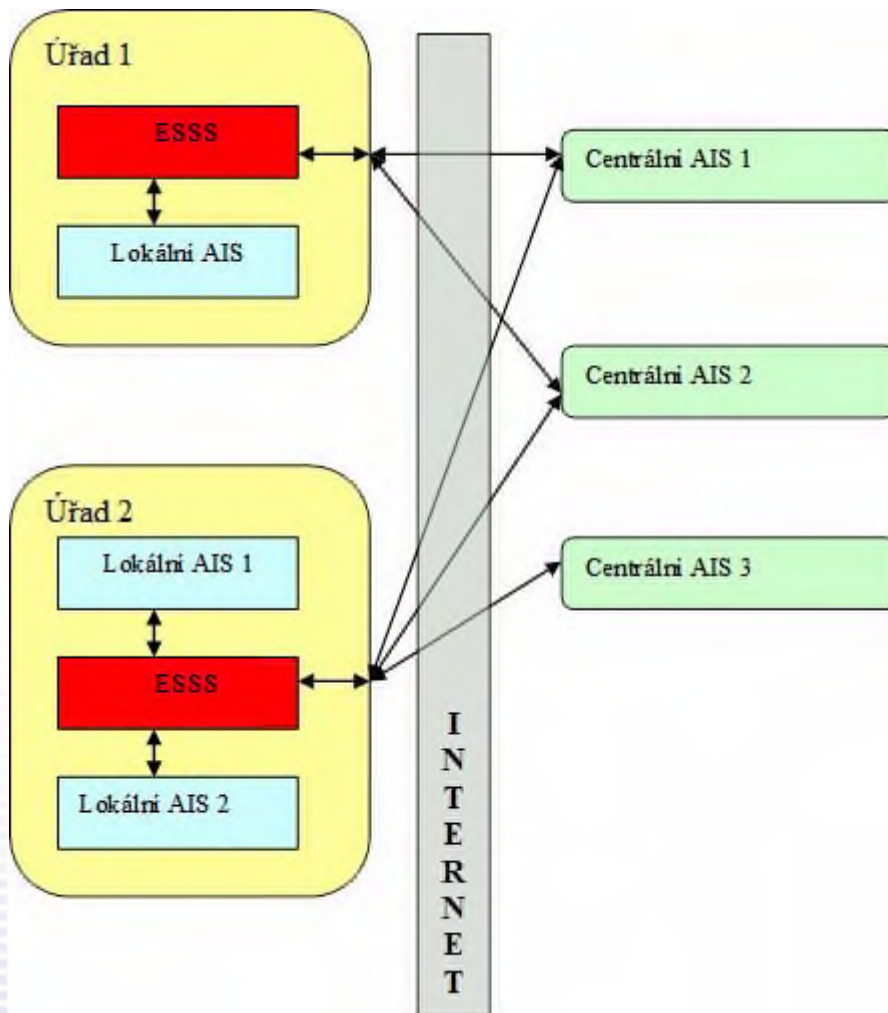 Úřad 1
ESSS
Lokální AIS
Úřad 2
Lokální AIS 1
ESSS
Lokální AIS 2
INTERNET
Centrální AIS 1
Centrální AIS 2
Centrální AIS 3